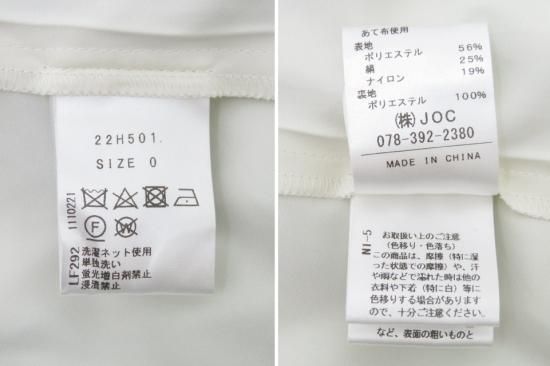 22H501.
SIZE 0
F W
LF292 1110221
洗濯ネット使用
単独洗い
蛍光増白剤禁止
浸漬禁止
あて布使用
表地
ポリエステル 56%
絹 25%
ナイロン 19%
裏地
ポリエステル 100%
(株)JOC
078-392-2380
MADE IN CHINA
NI-5
お取扱い上のご注意
(色移り・色落ち)
この商品は、摩擦(特に湿
った状態での摩擦)や、汗
や雨などで濡れた時は他の
衣料や下着(特に白)等に
色移りする場合があります
ので、十分ご注意ください。
など、表面の粗いものと